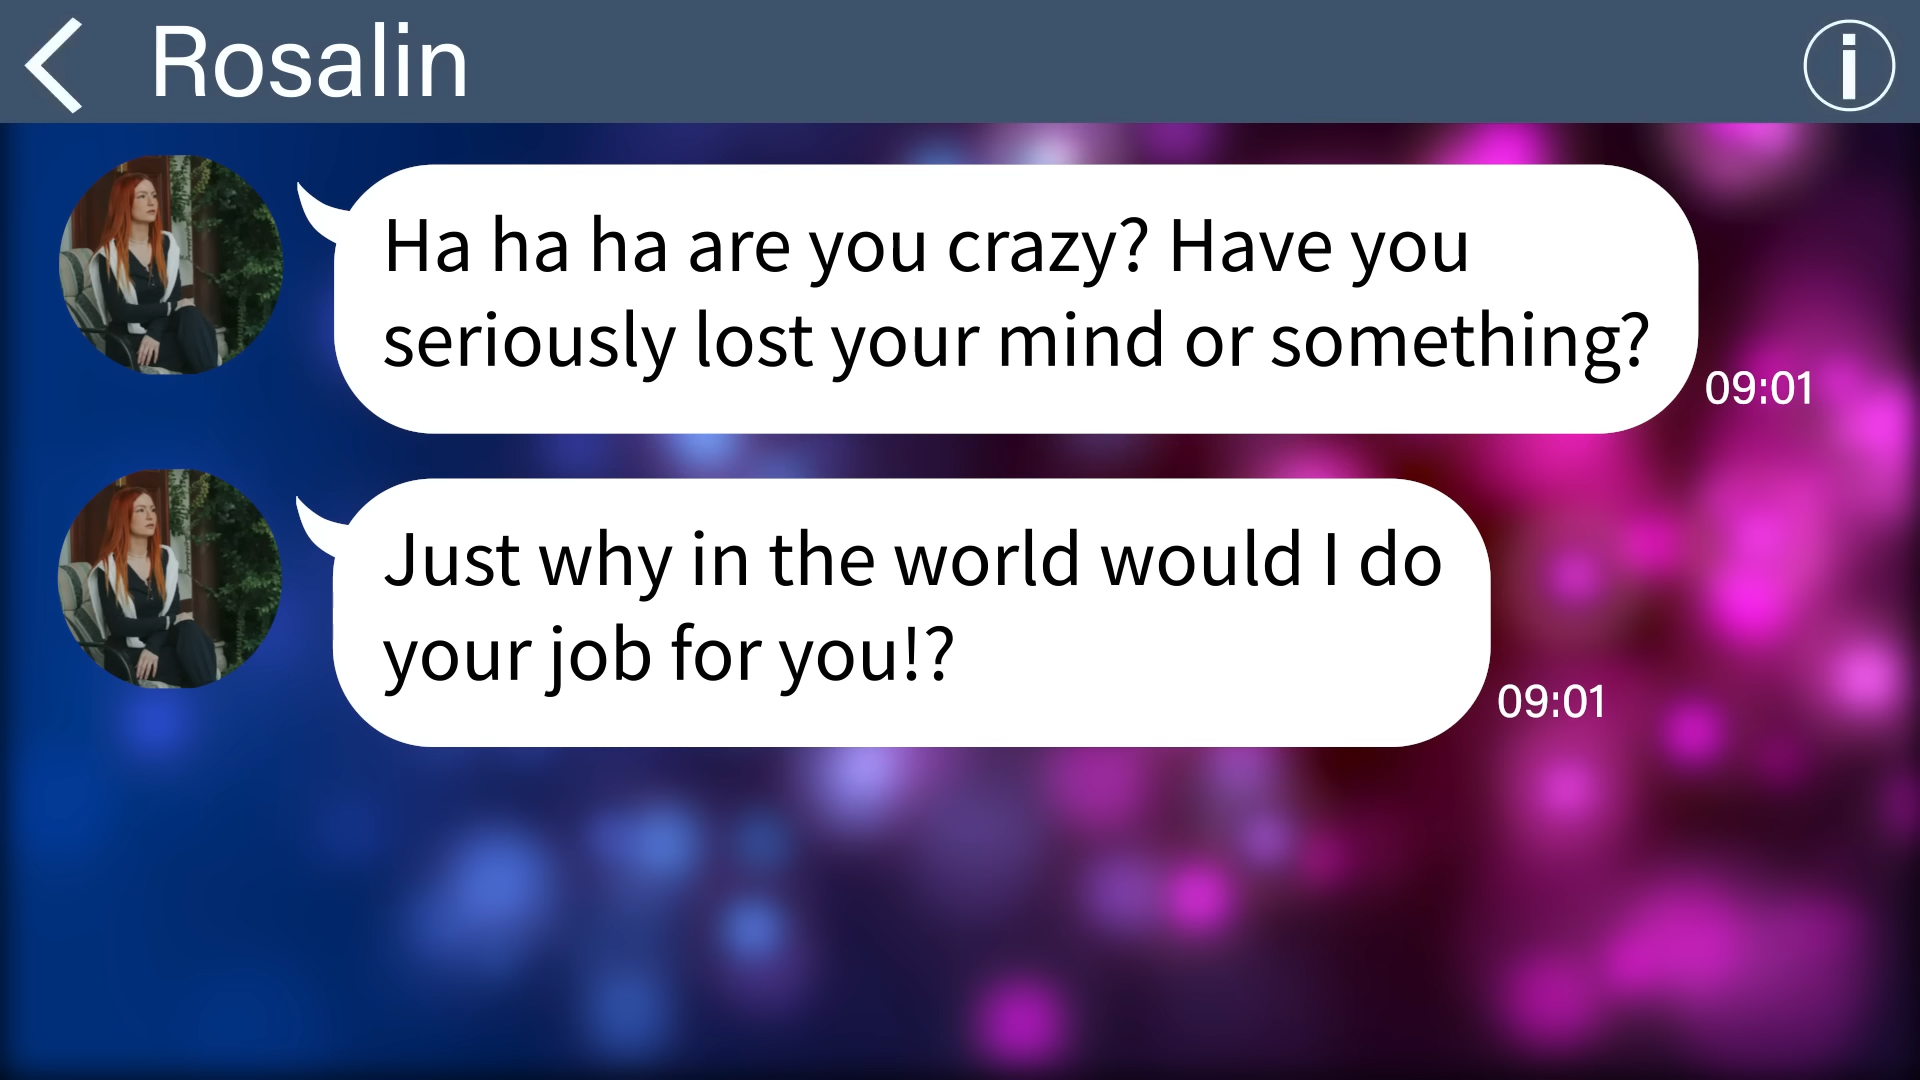 Rosalin
Ha ha ha are you crazy? Have you
seriously lost your mind or something?
09:01
Just why in the world would I do
your job for you!?
09:01